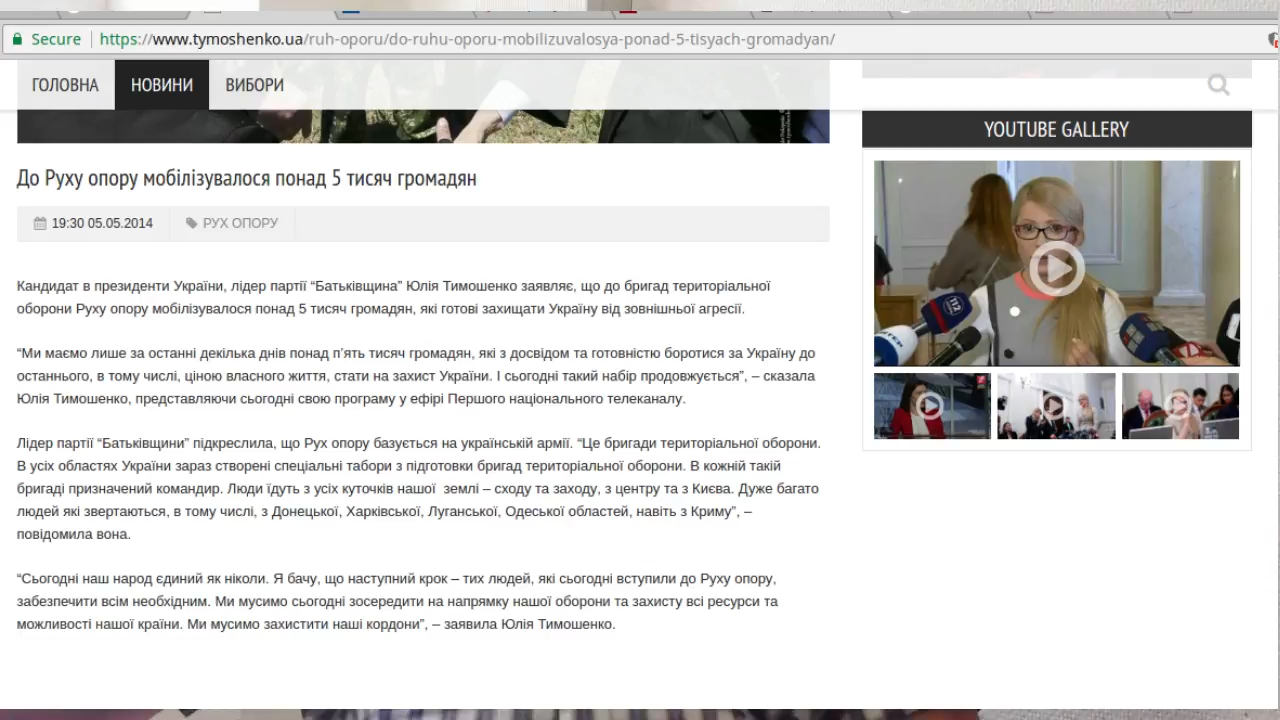 Secure https://www.tymoshenko.ua/ruh-oporu/do-ruhu-oporu-mobilizuvalosya-ponad-5-tisyach-gromadyan/
ГОЛОВНА НОВИНИ ВИБОРИ
YOUTUBE GALLERY
До Руху опору мобілізувалося понад 5 тисяч громадян
19:30 05.05.2014 РУХ ОПОРУ
Кандидат в президенти України, лідер партії “Батьківщина” Юлія Тимошенко заявляє, що до бригад територіальної
оборони Руху опору мобілізувалося понад 5 тисяч громадян, які готові захищати Україну від зовнішньої агресії.
“Ми маємо лише за останні декілька днів понад п’ять тисяч громадян, які з досвідом та готовністю боротися за Україну до
останнього, в тому числі, ціною власного життя, стати на захист України. І сьогодні такий набір продовжується”, – сказала
Юлія Тимошенко, представляючи сьогодні свою програму у ефірі Першого національного телеканалу.
Лідер партії “Батьківщини” підкреслила, що Рух опору базується на українській армії. “Це бригади територіальної оборони.
В усіх областях України зараз створені спеціальні табори з підготовки бригад територіальної оборони. В кожній такій
бригаді призначений командир. Люди їдуть з усіх куточків нашої  землі – сходу та заходу, з центру та з Києва. Дуже багато
людей які звертаються, в тому числі, з Донецької, Харківської, Луганської, Одеської областей, навіть з Криму”, –
повідомила вона.
“Сьогодні наш народ єдиний як ніколи. Я бачу, що наступний крок – тих людей, які сьогодні вступили до Руху опору,
забезпечити всім необхідним. Ми мусимо сьогодні зосередити на напрямку нашої оборони та захисту всі ресурси та
можливості нашої країни. Ми мусимо захистити наші кордони”, – заявила Юлія Тимошенко.
112